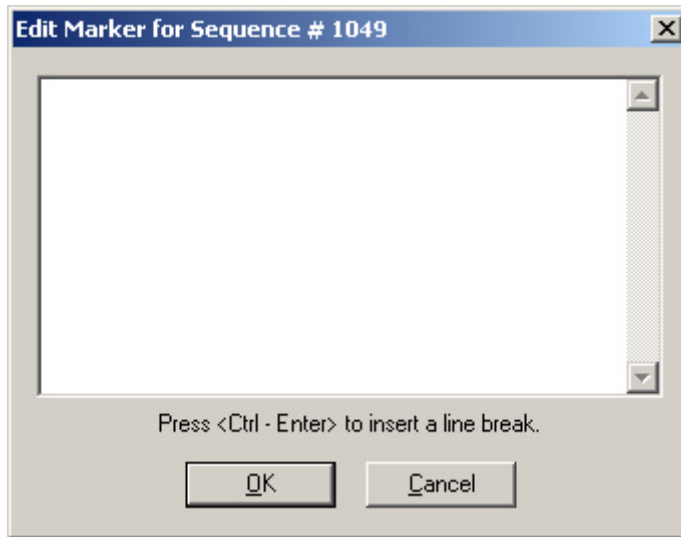 Edit Marker for Sequence # 1049
Press <Ctrl - Enter> to insert a line break.
OK
Cancel